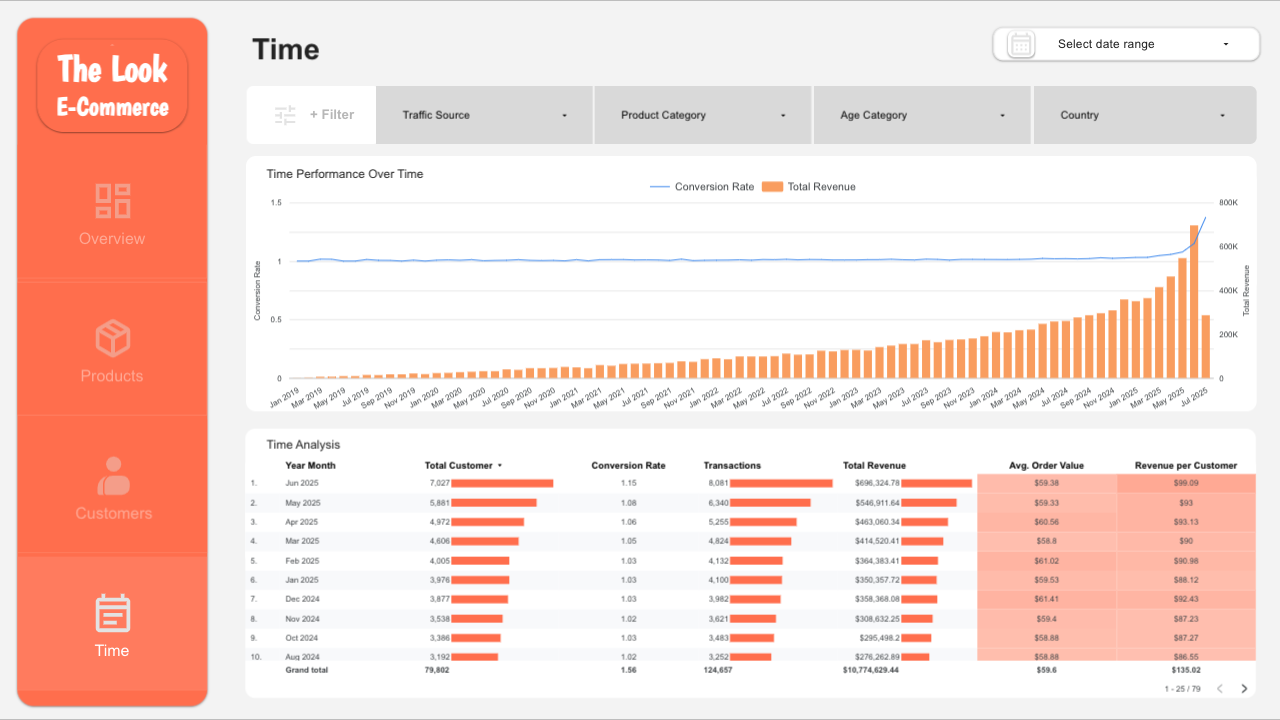 The Look
E-Commerce
Overview
Products
Customers
Time
Time
Select date range
+ Filter
Traffic Source
Product Category
Age Category
Country
Time Performance Over Time
Conversion Rate Total Revenue
1.5
1
0.5
0
Conversion Rate
800K
600K
400K
200K
0
Total Revenue
Jan 2019 Mar 2019 May 2019 Jul 2019 Sep 2019 Nov 2019 Jan 2020 Mar 2020 May 2020 Jul 2020 Sep 2020 Nov 2020 Jan 2021 Mar 2021 May 2021 Jul 2021 Sep 2021 Nov 2021 Jan 2022 Mar 2022 May 2022 Jul 2022 Sep 2022 Nov 2022 Jan 2023 Mar 2023 May 2023 Jul 2023 Sep 2023 Nov 2023 Jan 2024 Mar 2024 May 2024 Jul 2024 Sep 2024 Nov 2024 Jan 2025 Mar 2025 May 2025 Jul 2025
Time Analysis
Year Month Total Customer Conversion Rate Transactions Total Revenue Avg. Order Value Revenue per Customer
1. Jun 2025 7,027 1.15 8,081 $696,324.78 $59.38 $99.09
2. May 2025 5,881 1.08 6,340 $546,911.64 $59.33 $93
3. Apr 2025 4,972 1.06 5,255 $463,060.34 $60.56 $93.13
4. Mar 2025 4,606 1.05 4,824 $414,520.41 $58.8 $90
5. Feb 2025 4,005 1.03 4,132 $364,383.41 $61.02 $90.98
6. Jan 2025 3,976 1.03 4,100 $350,357.72 $59.53 $88.12
7. Dec 2024 3,877 1.03 3,982 $358,368.08 $61.41 $92.43
8. Nov 2024 3,538 1.02 3,621 $308,632.25 $59.4 $87.23
9. Oct 2024 3,386 1.03 3,483 $295,498.2 $58.88 $87.27
10. Aug 2024 3,192 1.02 3,252 $276,262.89 $58.88 $86.55
Grand total 79,802 1.56 124,657 $10,774,629.44 $59.6 $135.02
1 - 25 / 79